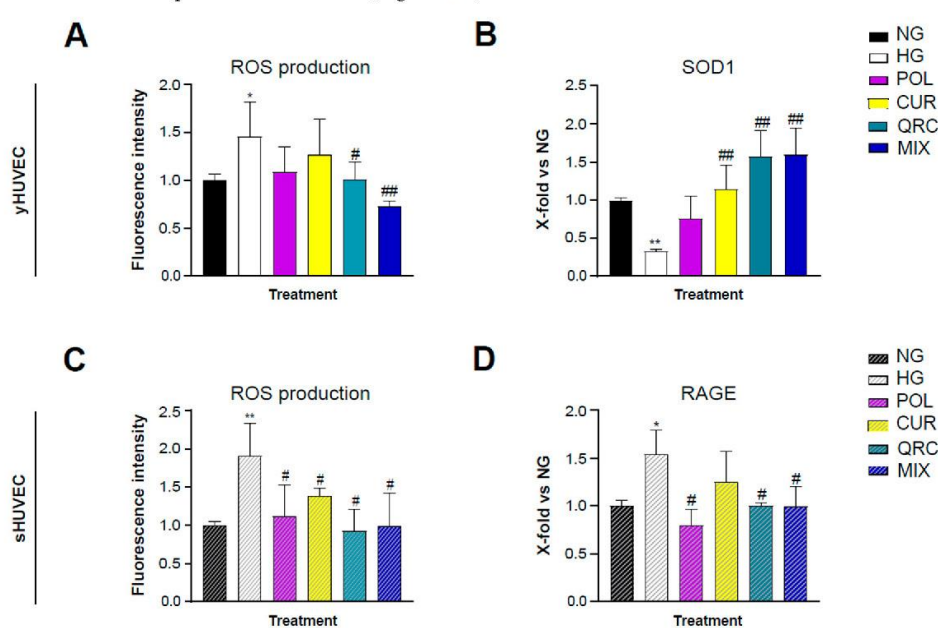 A
ROS production
Fluorescence intensity
2.0
1.5
1.0
0.5
0.0
*
#
##
Treatment
yHUVEC
B
SOD1
X-fold vs NG
2.5
2.0
1.5
1.0
0.5
0.0
**
##
##
##
Treatment
NG
HG
POL
CUR
QRC
MIX
C
ROS production
Fluorescence intensity
2.5
2.0
1.5
1.0
0.5
0.0
**
#
#
#
#
Treatment
sHUVEC
D
RAGE
X-fold vs NG
2.0
1.5
1.0
0.5
0.0
*
#
#
#
Treatment
NG
HG
POL
CUR
QRC
MIX